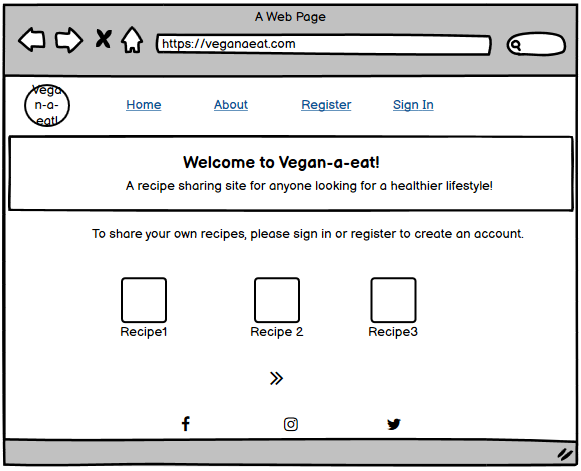 A Web Page
https://veganaeat.com
Vega
n-a-
eat!
Home About Register Sign In
Welcome to Vegan-a-eat!
A recipe sharing site for anyone looking for a healthier lifestyle!
To share your own recipes, please sign in or register to create an account.
Recipe1 Recipe 2 Recipe3